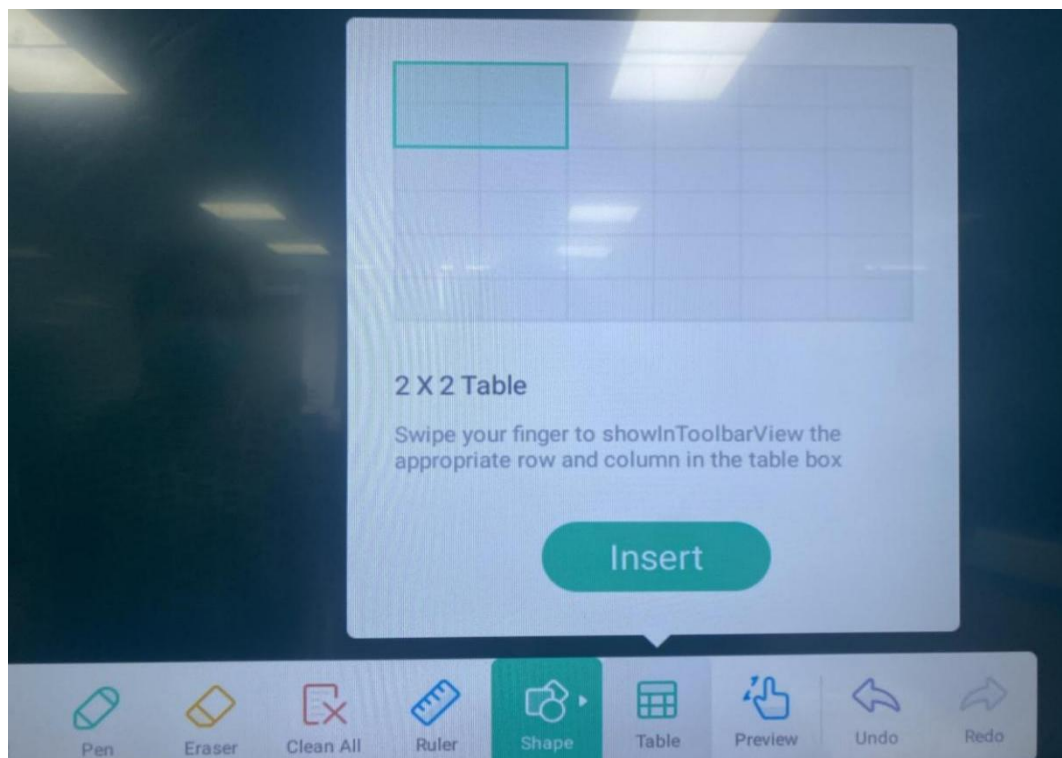 2 X 2 Table
Swipe your finger to showInToolbarView the
appropriate row and column in the table box
Insert
Pen
Eraser
Clean All
Ruler
Shape
Table
Preview
Undo
Redo